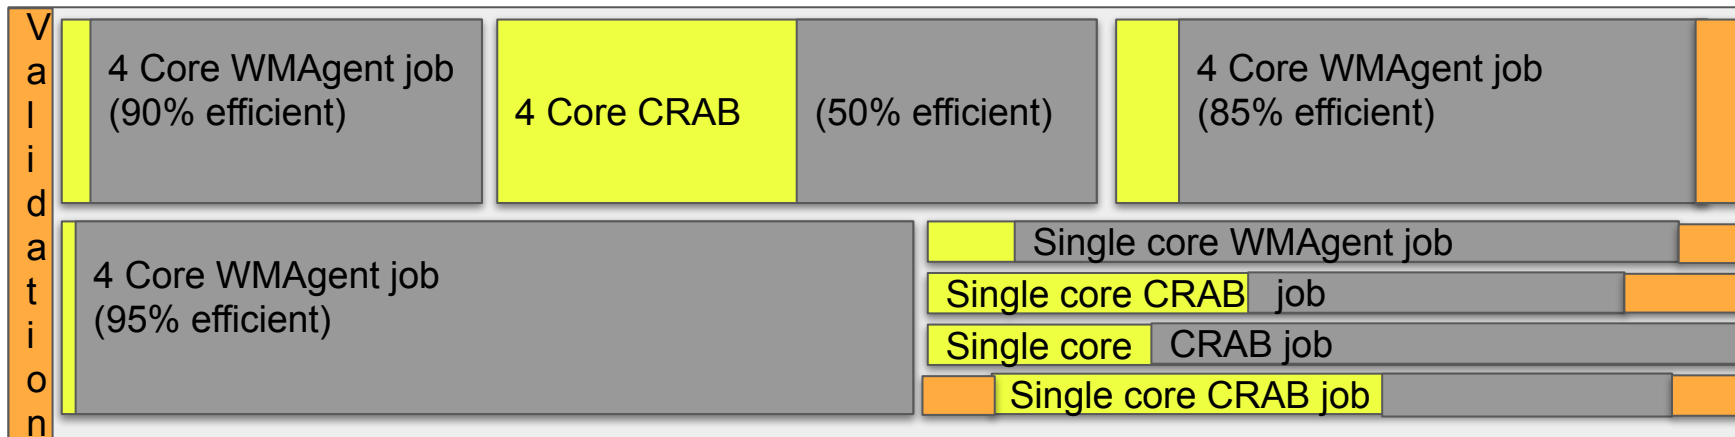 Validation
4 Core WMAgent job
(90% efficient)
4 Core CRAB (50% efficient)
4 Core WMAgent job
(85% efficient)
4 Core WMAgent job
(95% efficient)
Single core WMAgent job
Single core CRAB job
Single core CRAB job
Single core CRAB job